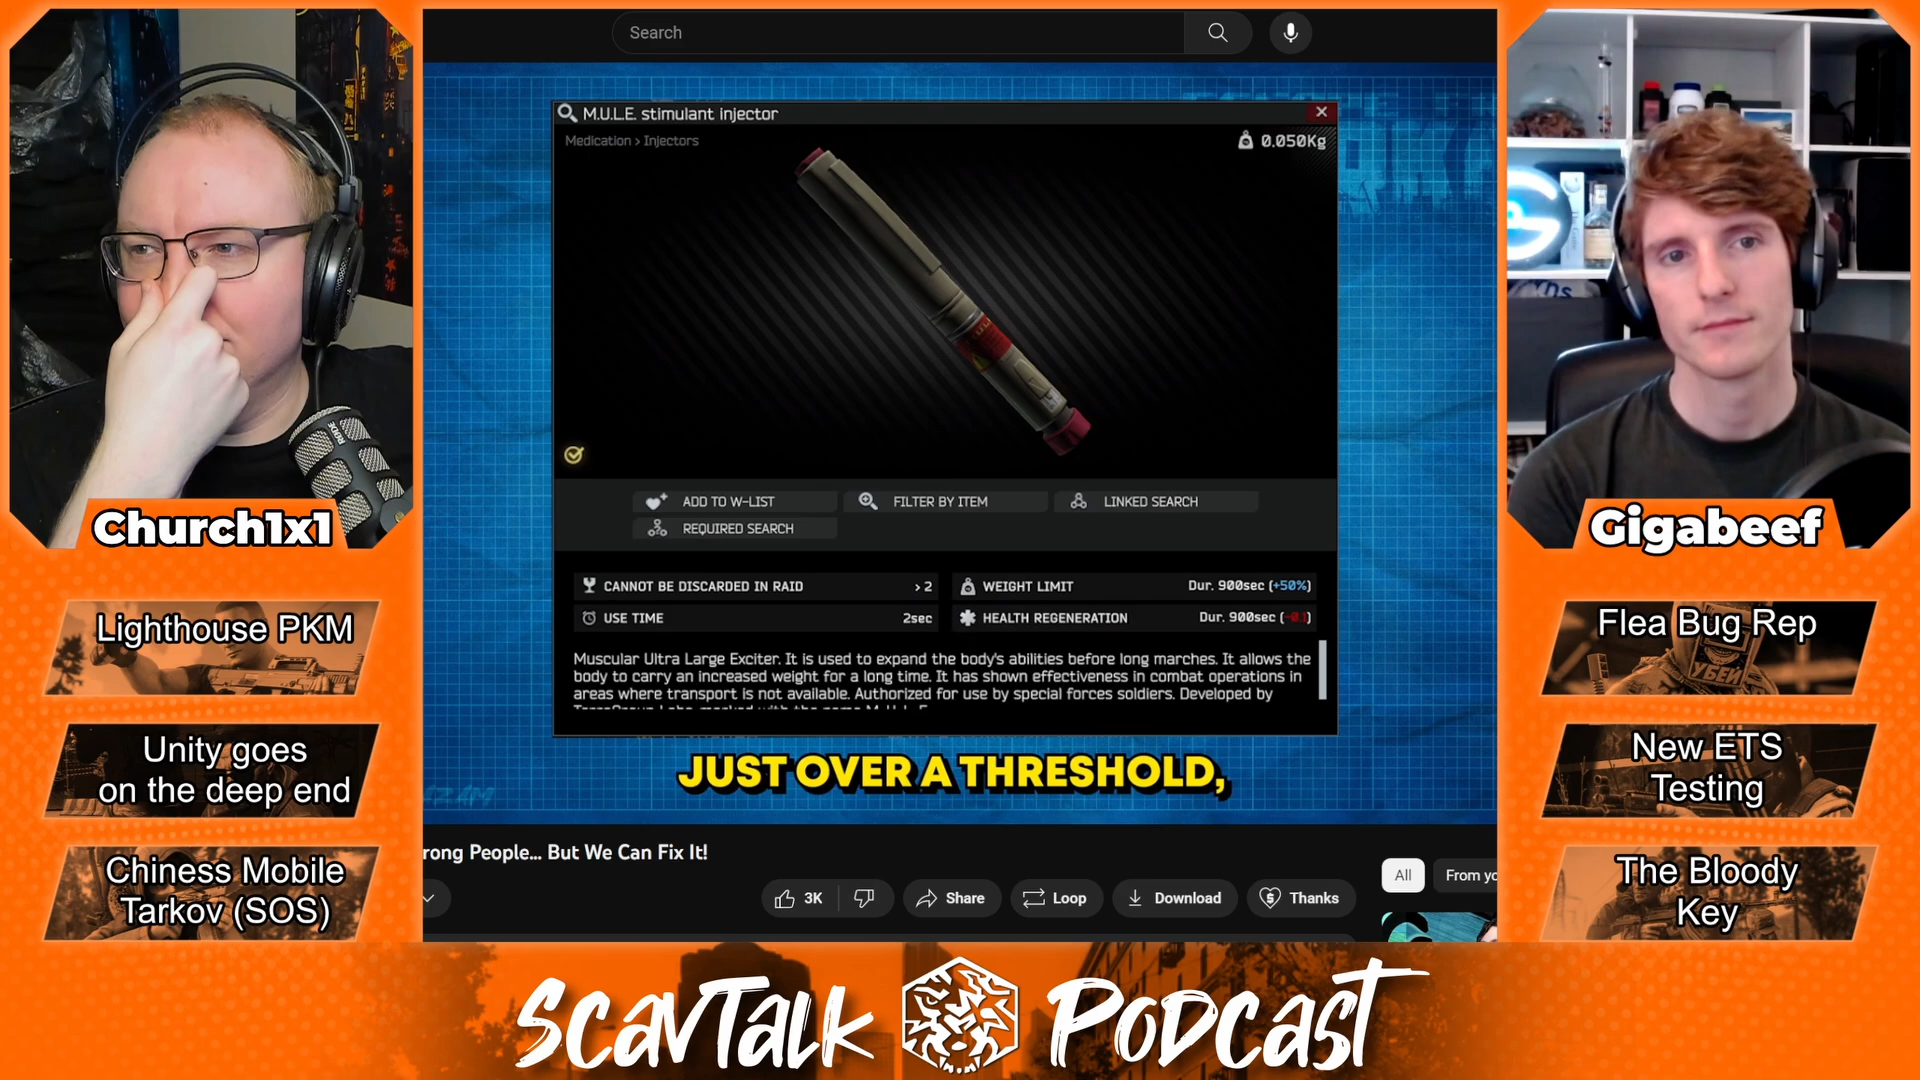 Search
M.U.L.E. stimulant injector
Medication > Injectors
0.050Kg
ADD TO W-LIST
FILTER BY ITEM
LINKED SEARCH
REQUIRED SEARCH
CANNOT BE DISCARDED IN RAID
> 2
WEIGHT LIMIT
Dur. 900sec (+50%)
USE TIME
2sec
HEALTH REGENERATION
Dur. 900sec (-0.1)
Muscular Ultra Large Exciter. It is used to expand the body's abilities before long marches. It allows the
body to carry an increased weight for a long time. It has shown effectiveness in combat operations in
areas where transport is not available. Authorized for use by special forces soldiers. Developed by
JUST OVER A THRESHOLD,
rong People... But We Can Fix It!
3K
Share
Loop
Download
Thanks
All
From yo
Church1x1
Lighthouse PKM
Unity goes
on the deep end
Chiness Mobile
Tarkov (SOS)
Gigabeef
Flea Bug Rep
New ETS
Testing
The Bloody
Key
RØDE
УБЕЙ
ScavTalk Podcast